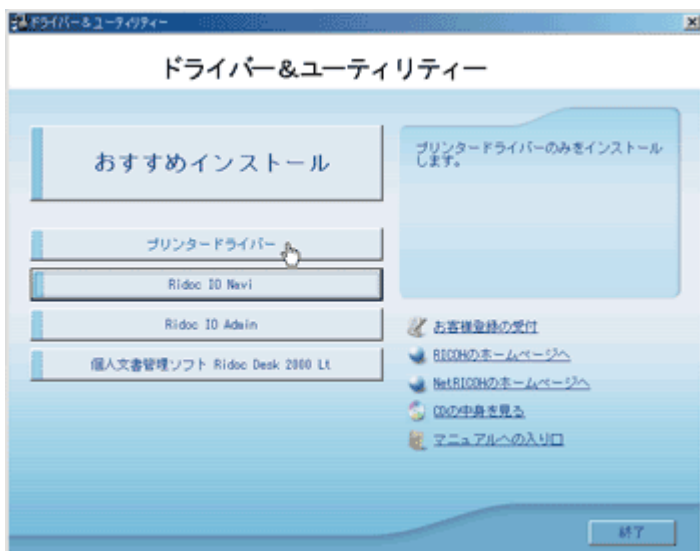 ドライバー&ユーティリティー
ドライバー&ユーティリティー
おすすめインストール
プリンタードライバー
Ridoc IO Navi
Ridoc IO Admin
個人文書管理ソフト Ridoc Desk 2000 Lt
プリンタードライバーのみをインストール
します。
お客様登録の受付
RICOHのホームページへ
NetRICOHのホームページへ
CDの中身を見る
マニュアルへの入り口
終了